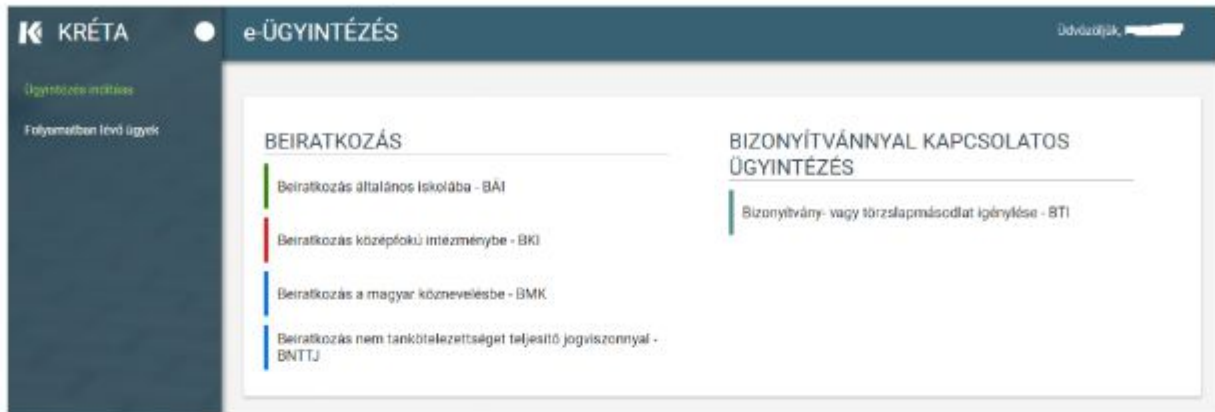 KRÉTA
e-ÜGYINTÉZÉS
Üdvözöljük,
Ügyintézés indítása
Folyamatban lévő ügyek
BEIRATKOZÁS
Beiratkozás általános iskolába - BÁI
Beiratkozás középfokú intézménybe - BKI
Beiratkozás a magyar köznevelésbe - BMK
Beiratkozás nem tankötelezettséget teljesítő jogviszonnyal -
BNTTJ
BIZONYÍTVÁNNYAL KAPCSOLATOS
ÜGYINTÉZÉS
Bizonyítvány- vagy törzslapmásodlat igénylése - BTI